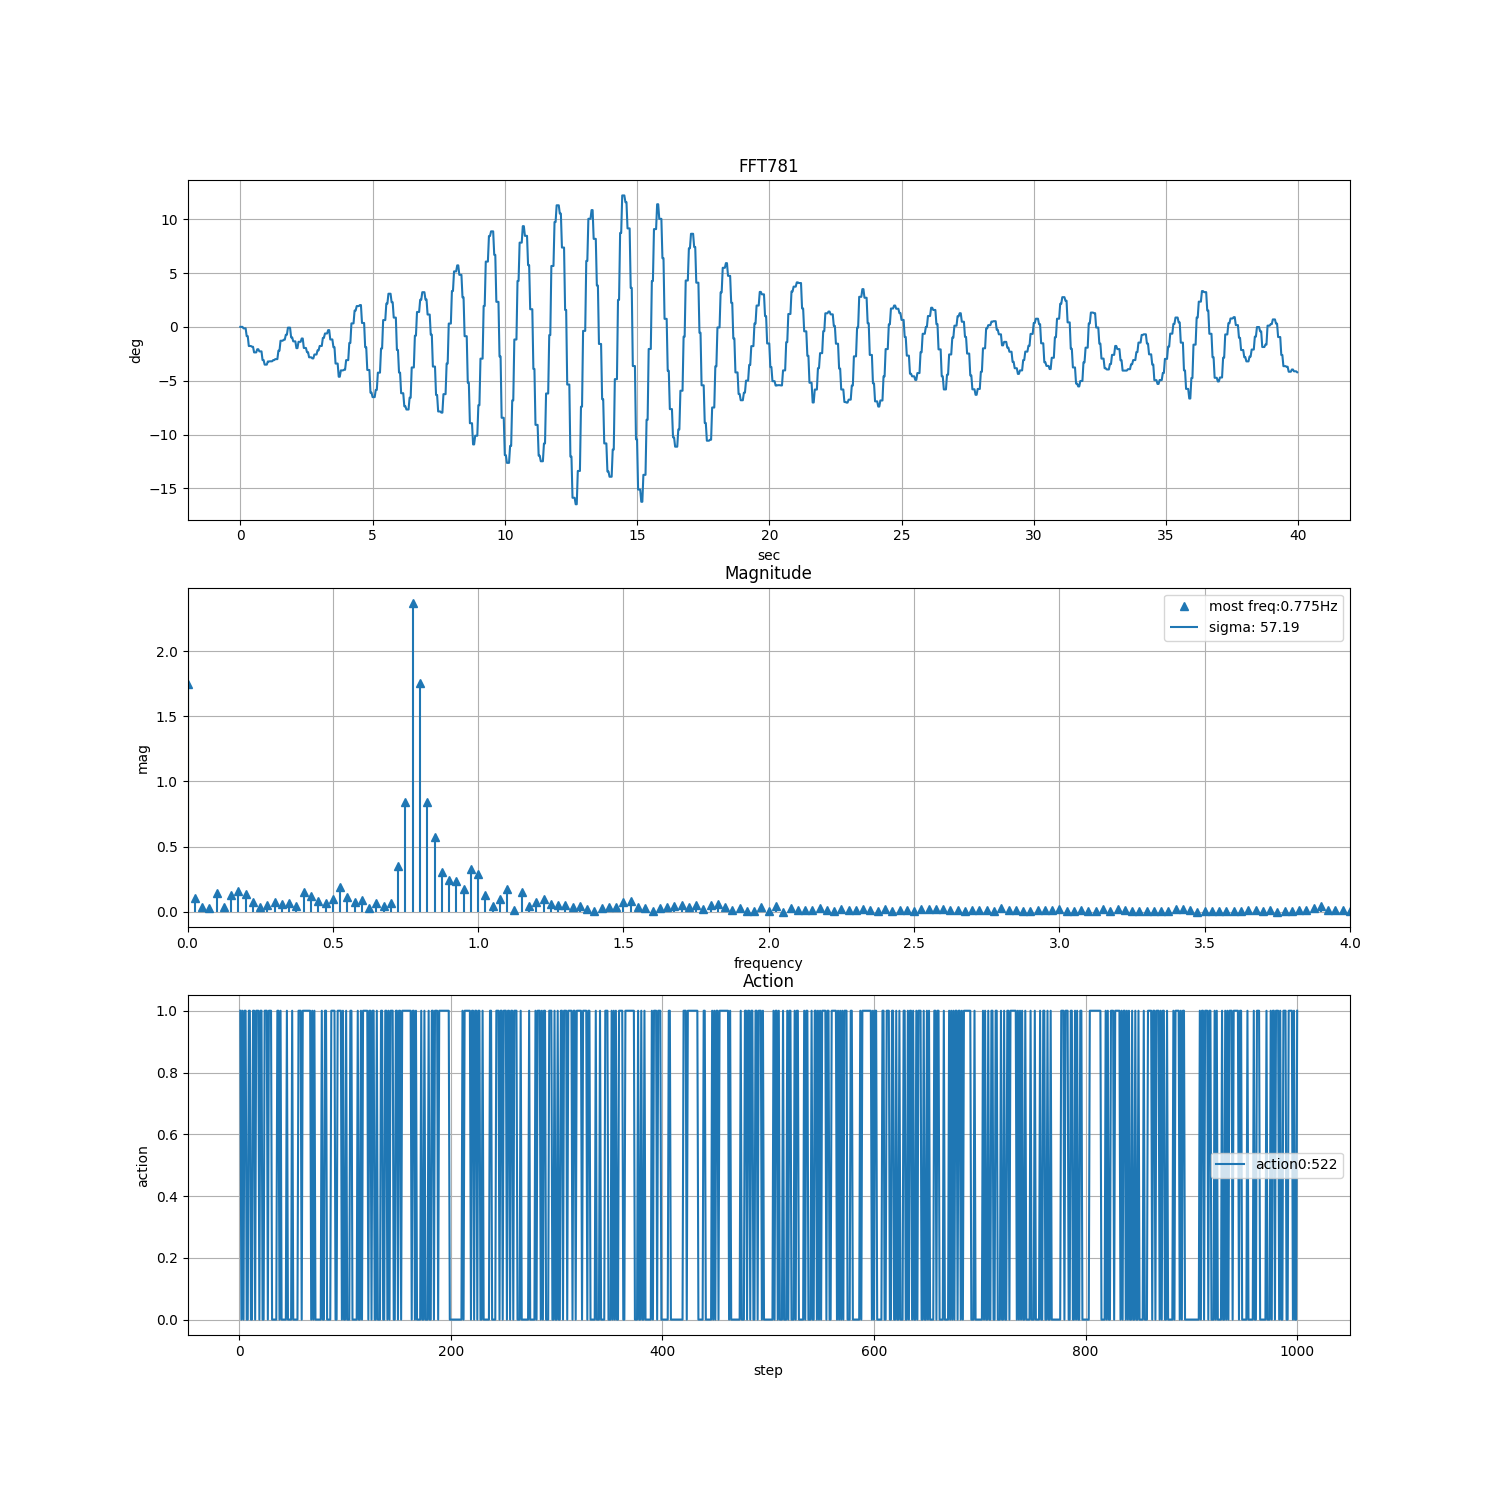 FFT781
10
5
0
−5
−10
−15
deg
0 5 10 15 20 25 30 35 40
sec
Magnitude
most freq:0.775Hz
sigma: 57.19
2.0
1.5
1.0
0.5
0.0
mag
0.0 0.5 1.0 1.5 2.0 2.5 3.0 3.5 4.0
frequency
Action
1.0
0.8
0.6
0.4
0.2
0.0
action
action0:522
0 200 400 600 800 1000
step